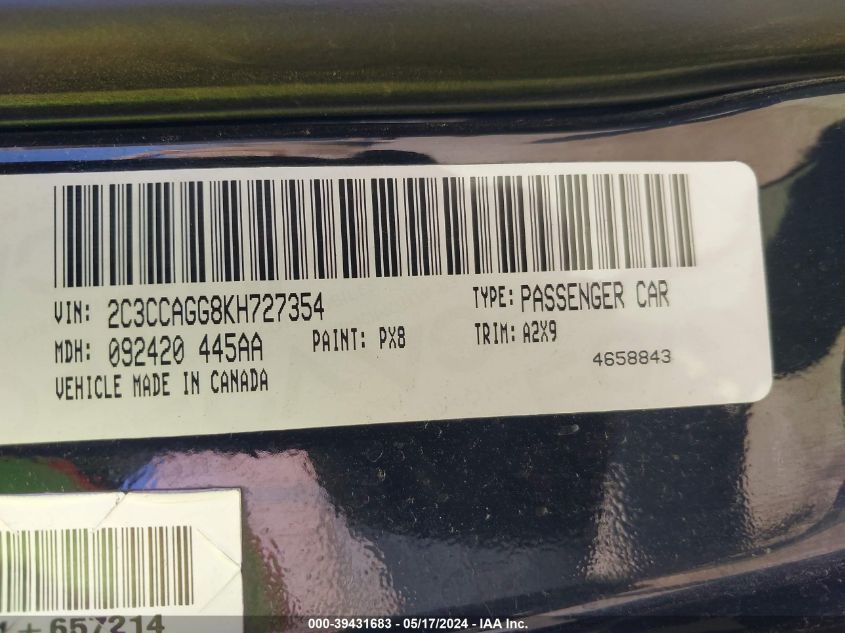 VIN: 2C3CCAGG8KH727354 TYPE: PASSENGER CAR
MDH: 092420 445AA PAINT: PX8 TRIM: A2X9
VEHICLE MADE IN CANADA 4658843
+ 657214
000-39431683 - 05/17/2024 - IAA Inc.